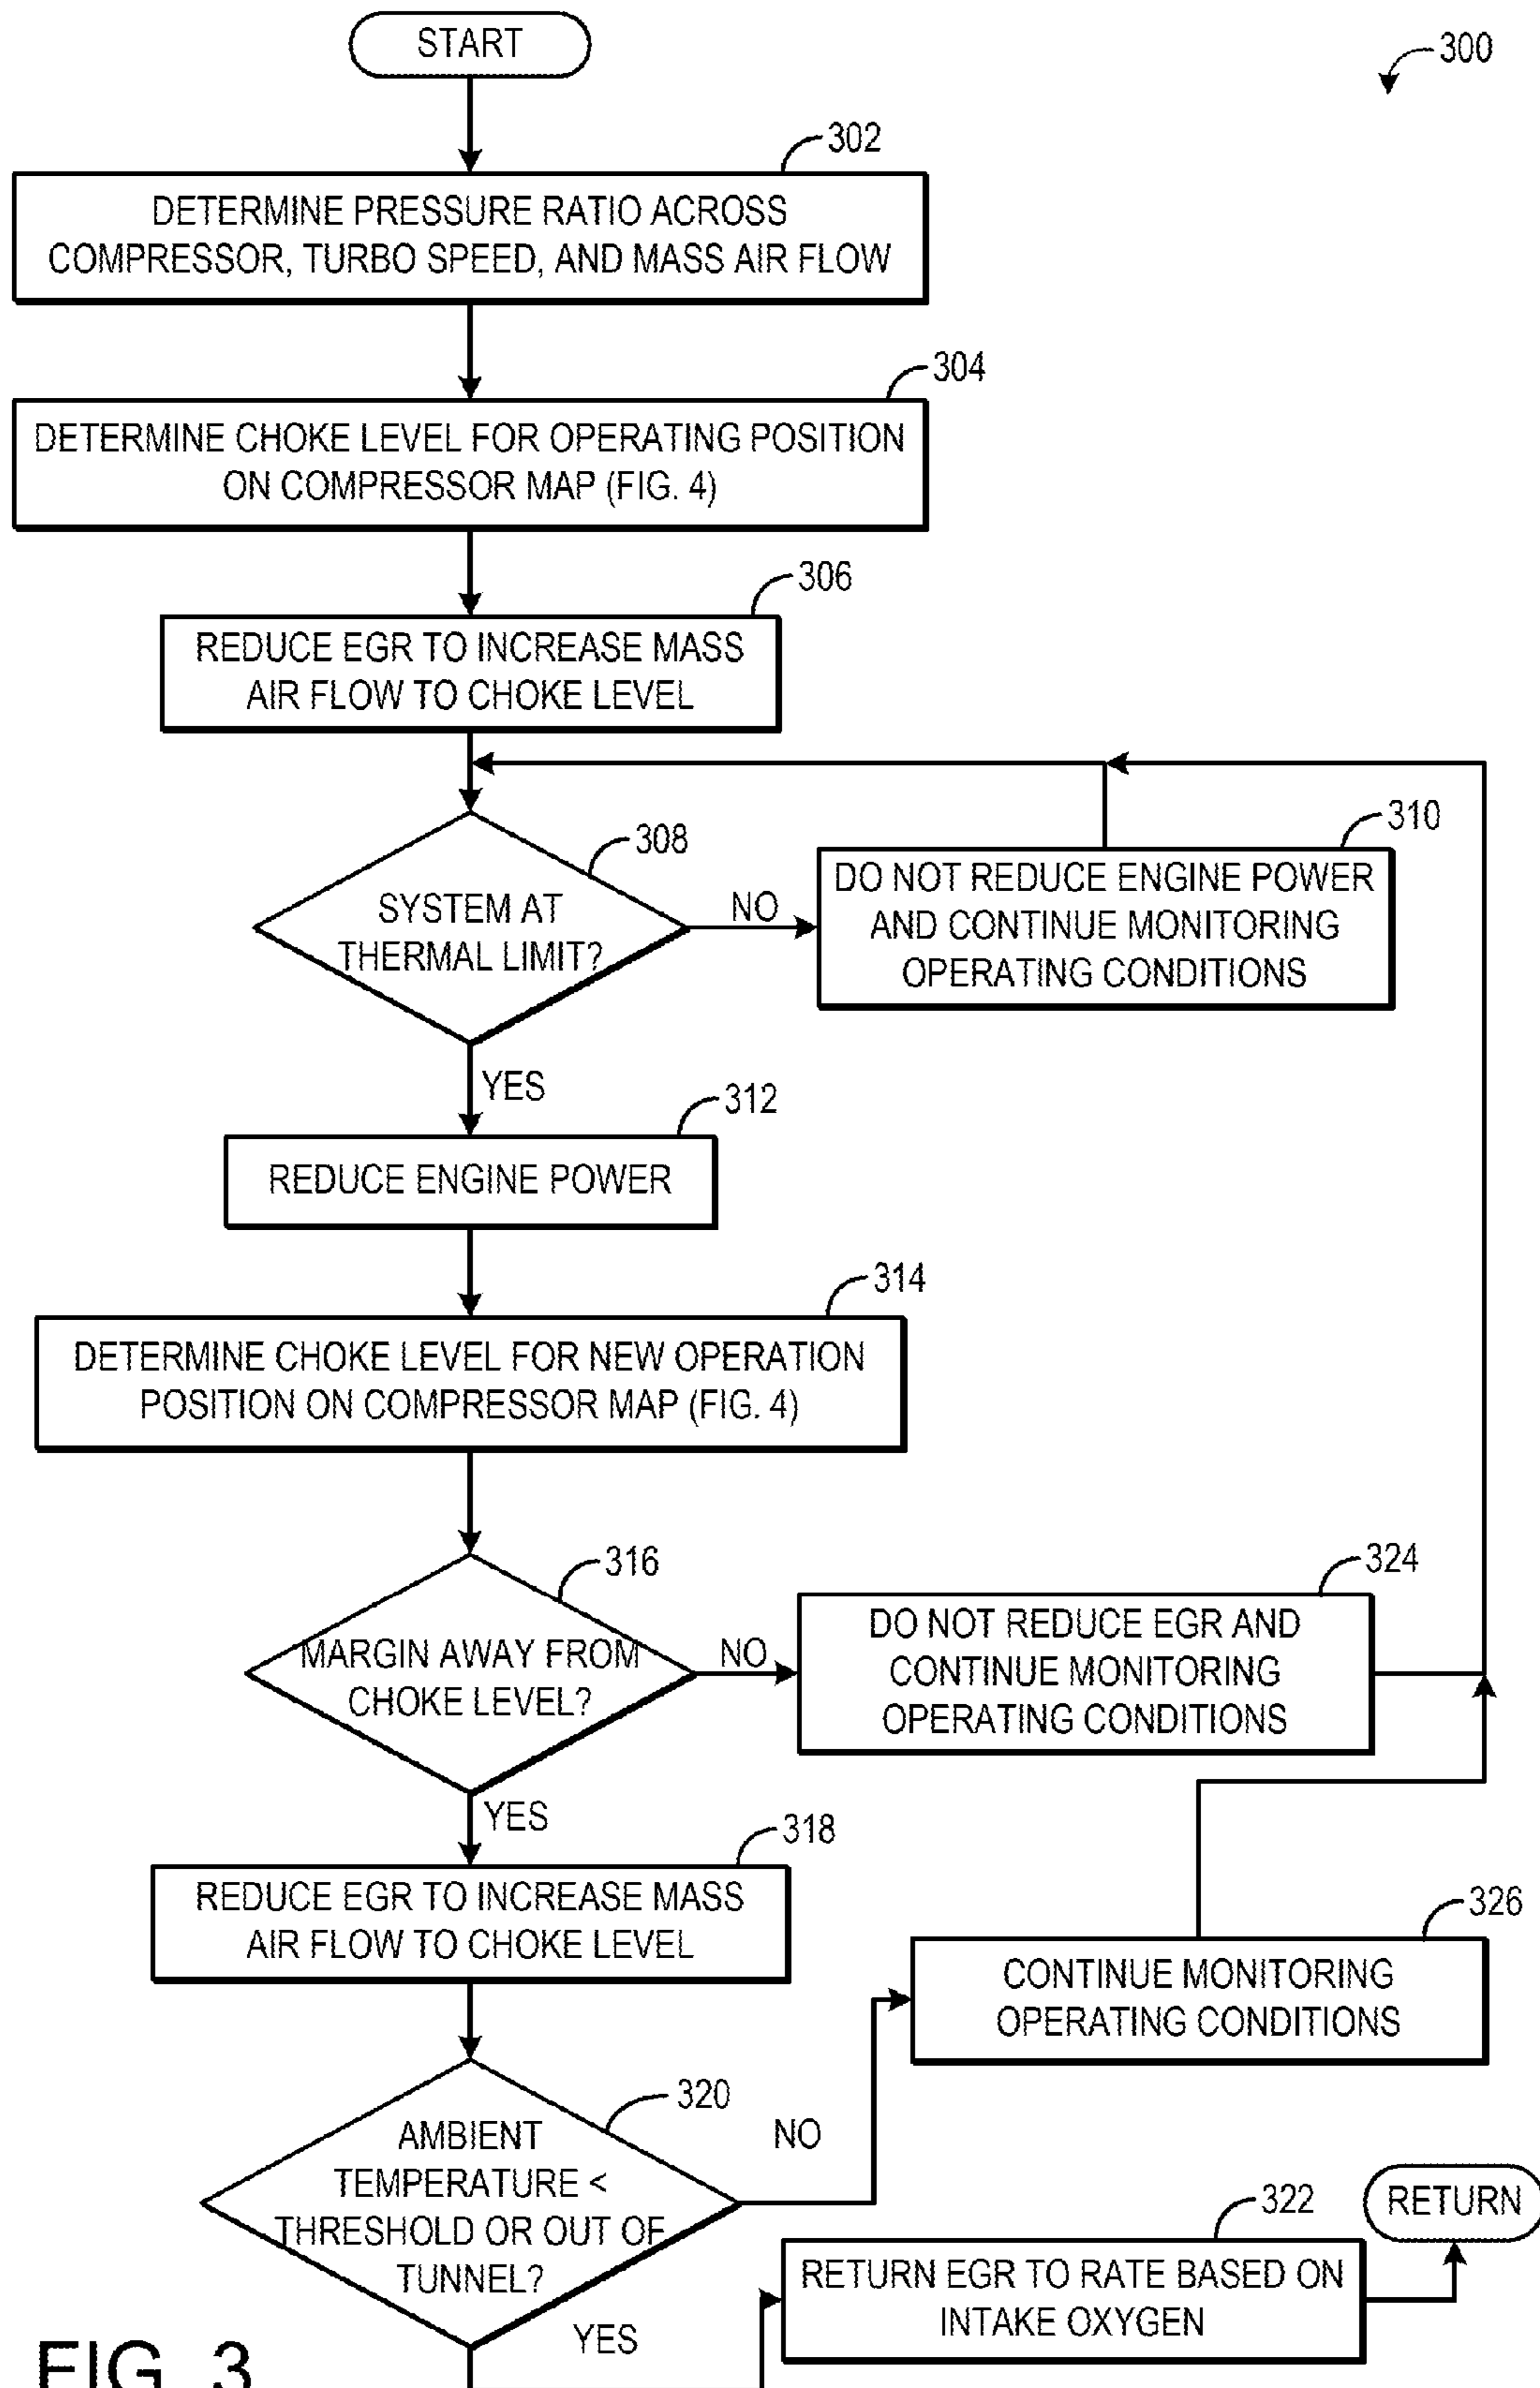 START
300
302
DETERMINE PRESSURE RATIO ACROSS
COMPRESSOR, TURBO SPEED, AND MASS AIR FLOW
304
DETERMINE CHOKE LEVEL FOR OPERATING POSITION
ON COMPRESSOR MAP (FIG. 4)
306
REDUCE EGR TO INCREASE MASS
AIR FLOW TO CHOKE LEVEL
308
SYSTEM AT
THERMAL LIMIT?
NO
310
DO NOT REDUCE ENGINE POWER
AND CONTINUE MONITORING
OPERATING CONDITIONS
YES
312
REDUCE ENGINE POWER
314
DETERMINE CHOKE LEVEL FOR NEW OPERATION
POSITION ON COMPRESSOR MAP (FIG. 4)
316
MARGIN AWAY FROM
CHOKE LEVEL?
NO
324
DO NOT REDUCE EGR AND
CONTINUE MONITORING
OPERATING CONDITIONS
YES
318
REDUCE EGR TO INCREASE MASS
AIR FLOW TO CHOKE LEVEL
326
CONTINUE MONITORING
OPERATING CONDITIONS
320
AMBIENT
TEMPERATURE <
THRESHOLD OR OUT OF
TUNNEL?
NO
YES
322
RETURN EGR TO RATE BASED ON
INTAKE OXYGEN
RETURN
FIG. 3